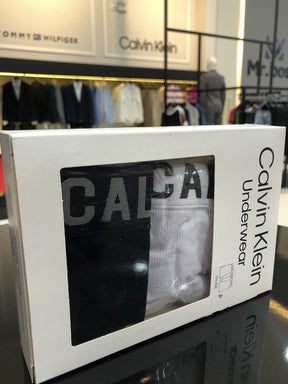 TOMMY HILFIGER
Calvin Klein
CAL
CAL
Calvin Klein
Underwear
P